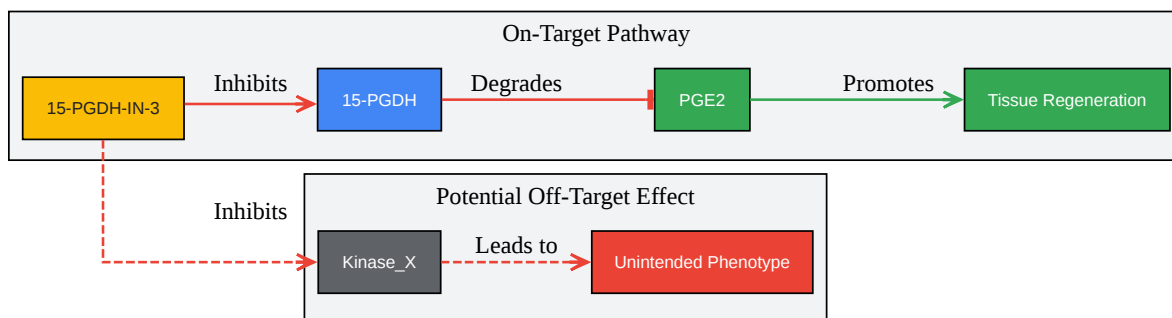 On-Target Pathway
15-PGDH-IN-3
Inhibits
15-PGDH
Degrades
PGE2
Promotes
Tissue Regeneration
Inhibits
Potential Off-Target Effect
Kinase_X
Leads to
Unintended Phenotype